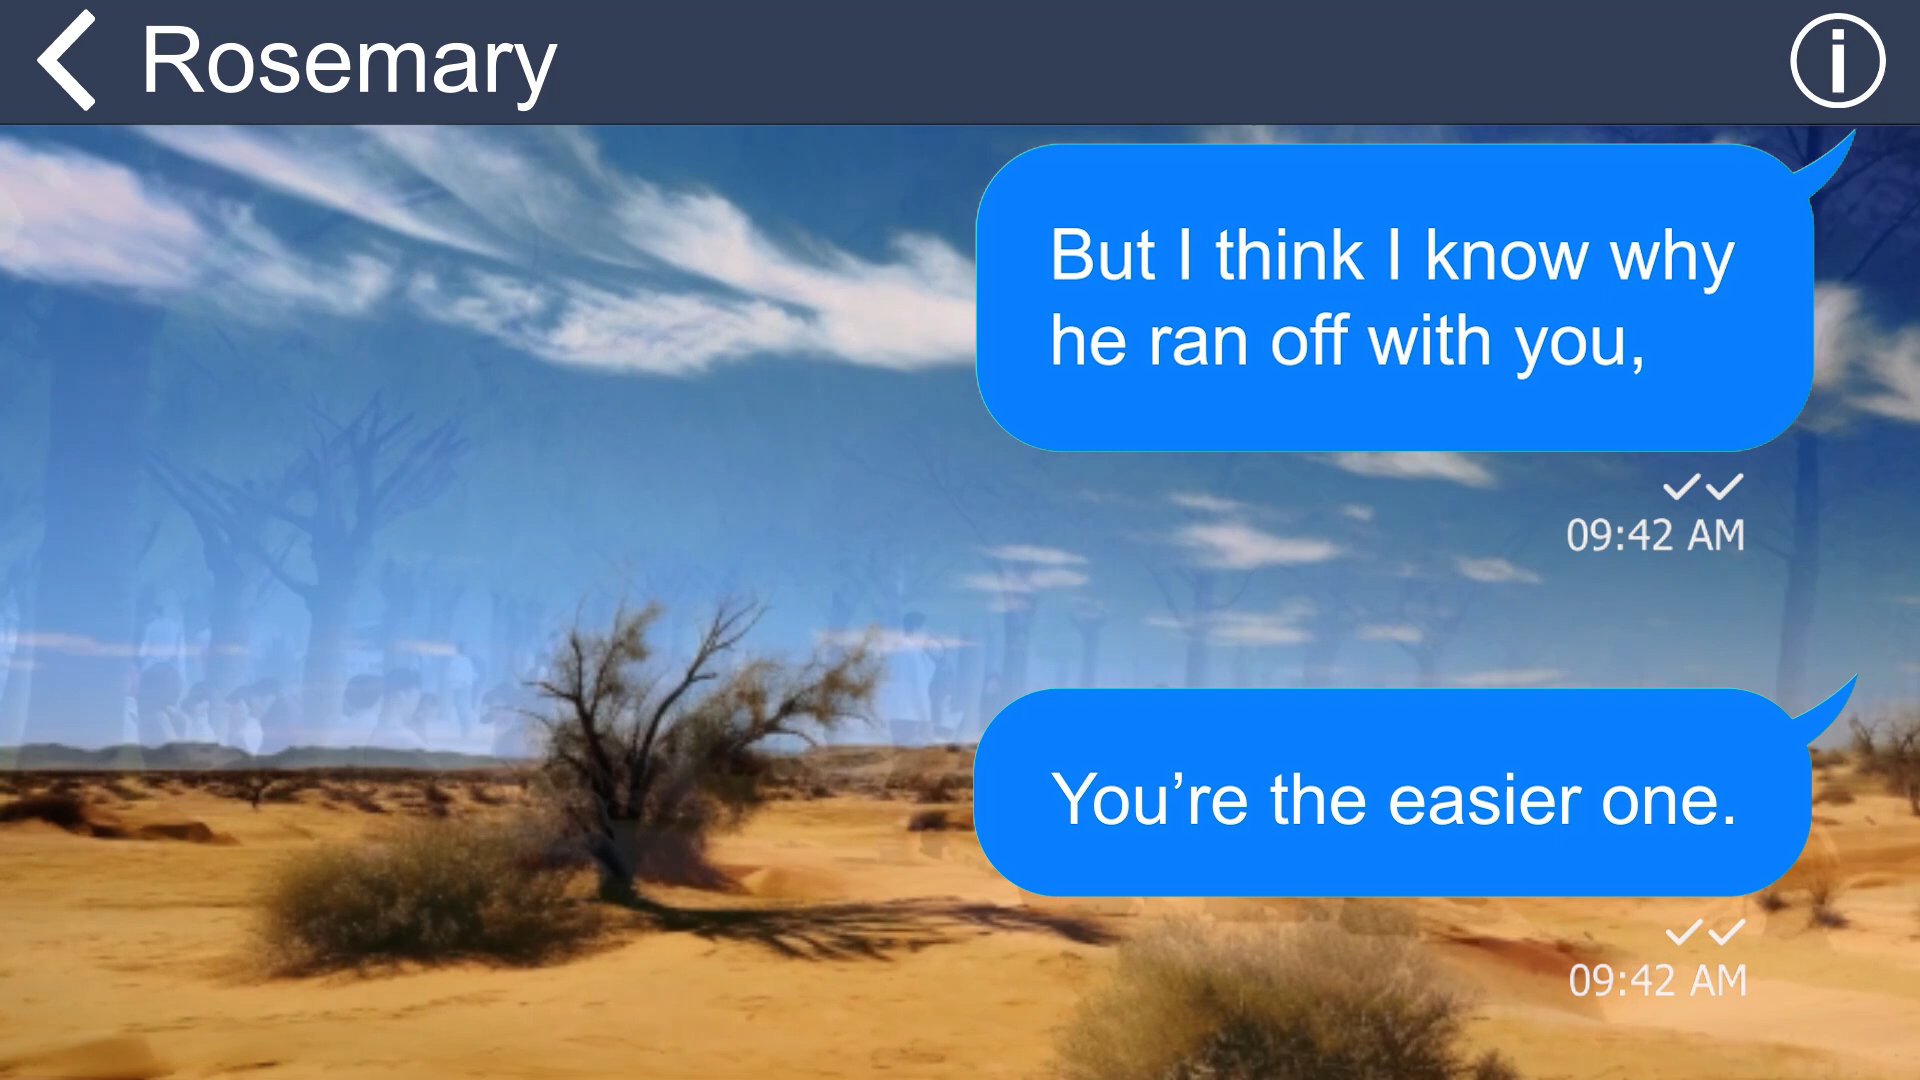 Rosemary
But I think I know why
he ran off with you,
09:42 AM
You’re the easier one.
09:42 AM